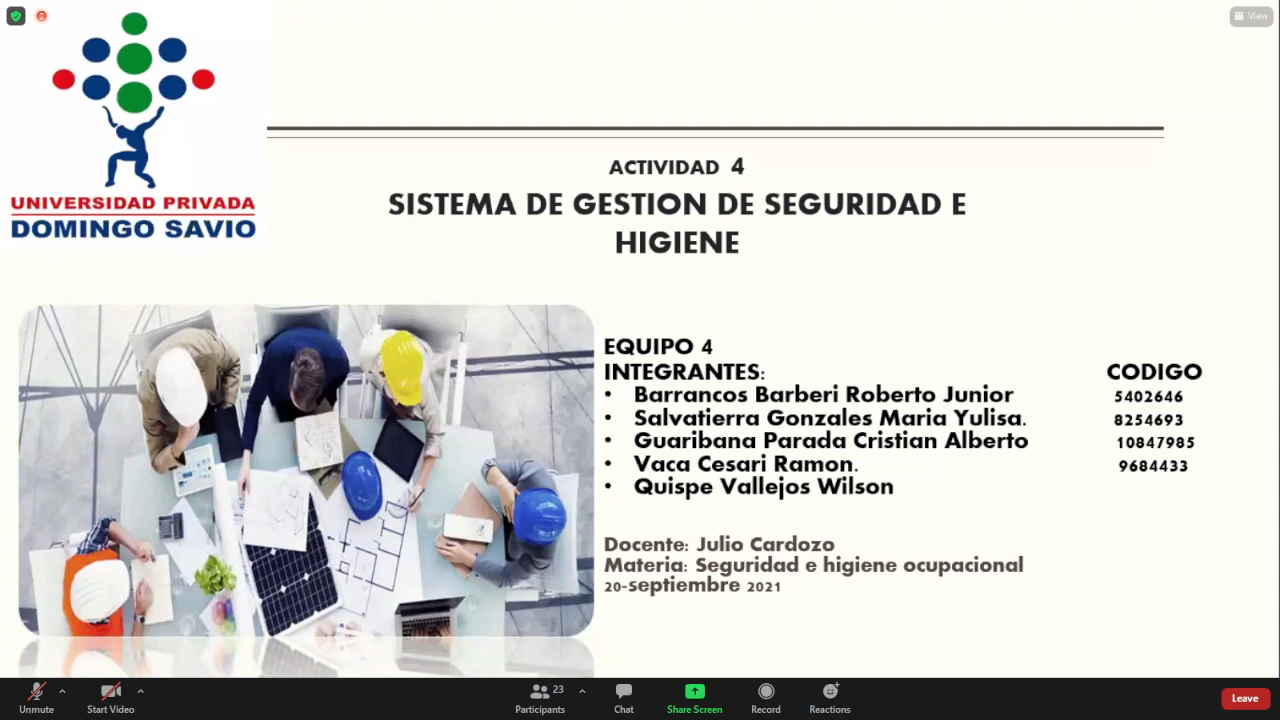 View
UNIVERSIDAD PRIVADA
DOMINGO SAVIO
ACTIVIDAD 4
SISTEMA DE GESTION DE SEGURIDAD E
HIGIENE
EQUIPO 4
INTEGRANTES: CODIGO
• Barrancos Barberi Roberto Junior 5402646
• Salvatierra Gonzales Maria Yulisa. 8254693
• Guaribana Parada Cristian Alberto 10847985
• Vaca Cesari Ramon. 9684433
• Quispe Vallejos Wilson
Docente: Julio Cardozo
Materia: Seguridad e higiene ocupacional
20-septiembre 2021
Unmute Start Video Participants 23 Chat Share Screen Record Reactions Leave